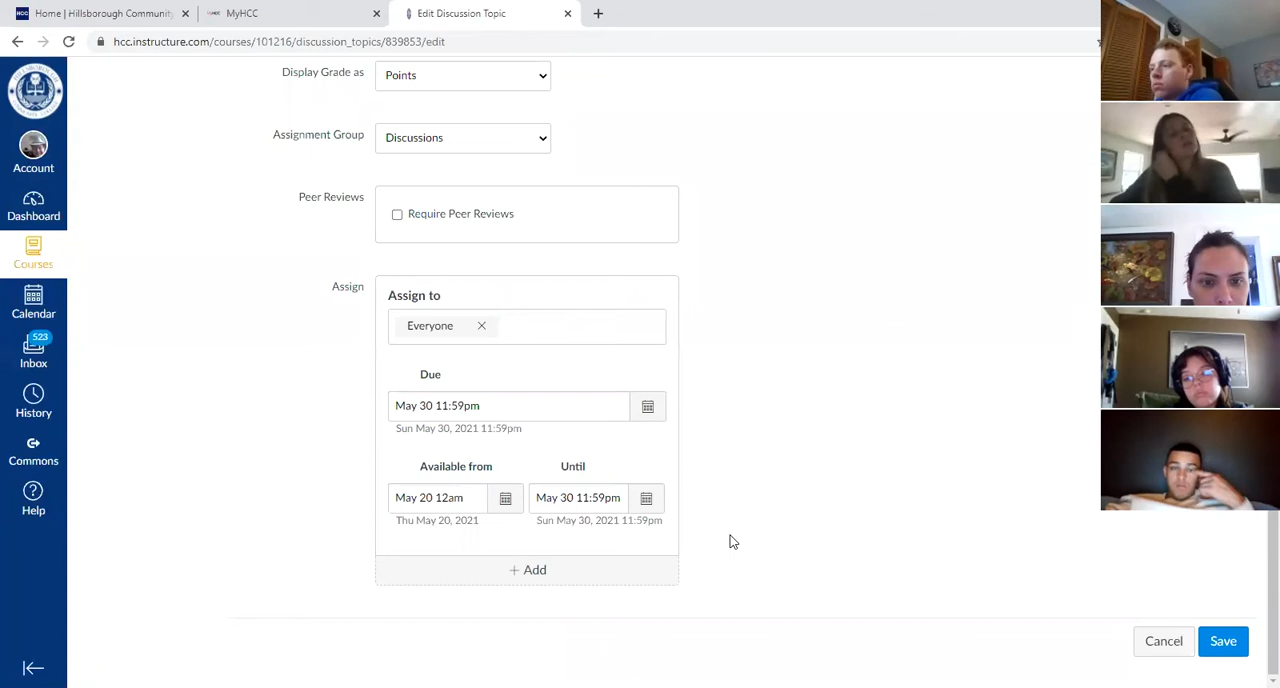 Home | Hillsborough Community
MyHCC
Edit Discussion Topic
hcc.instructure.com/courses/101216/discussion_topics/839853/edit
Account
Dashboard
Courses
Calendar
523
Inbox
History
Commons
Help
Display Grade as
Points
Assignment Group
Discussions
Peer Reviews
Require Peer Reviews
Assign
Assign to
Everyone
Due
May 30 11:59pm
Sun May 30, 2021 11:59pm
Available from Until
May 20 12am May 30 11:59pm
Thu May 20, 2021 Sun May 30, 2021 11:59pm
+ Add
Cancel Save